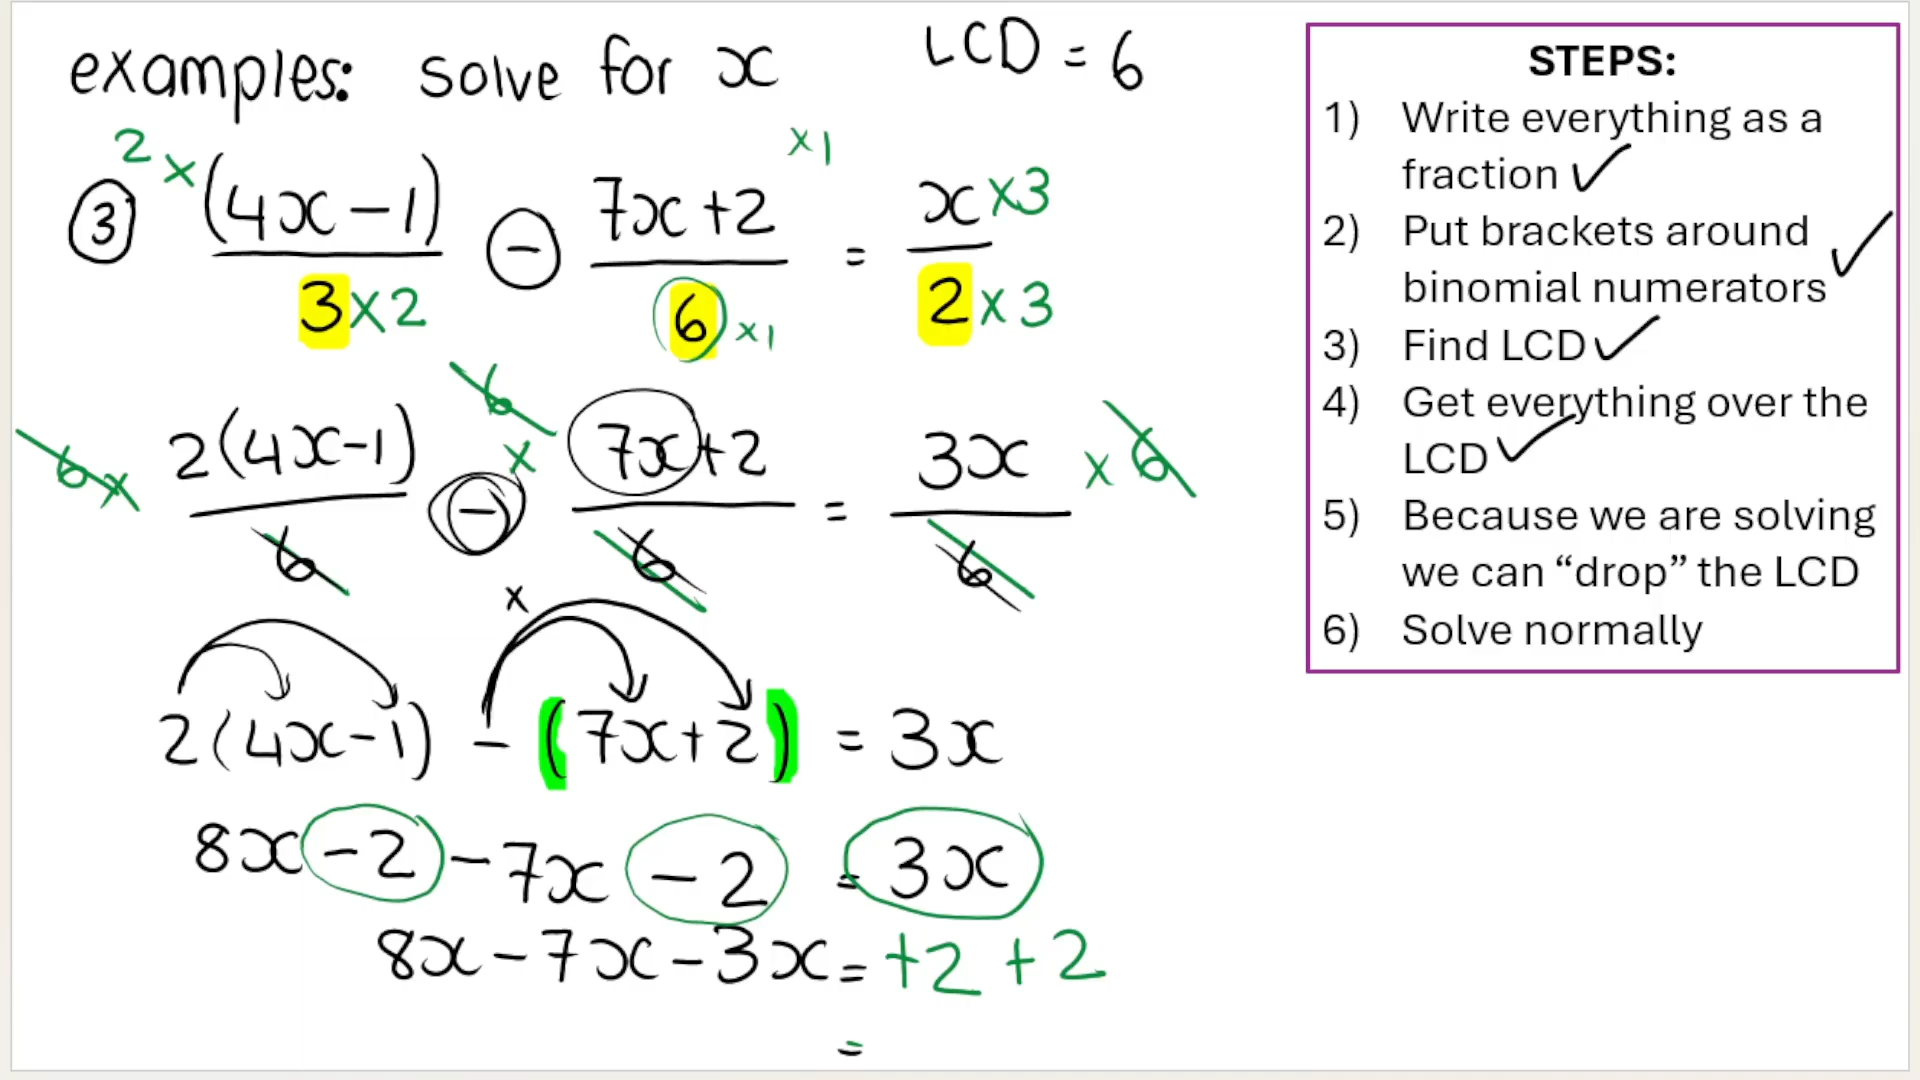 examples: solve for x LCD = 6
2 × ×1
③ (4x-1) − 7x+2 = x ×3
3 ×2 6 ×1 2 ×3
6× 2(4x-1) − 6 × 7x+2 = 3x × 6
6 6 6
×
2(4x-1) - (7x+2) = 3x
8x -2 -7x -2 = 3x
8x - 7x - 3x = +2 +2
=
STEPS:
1) Write everything as a
fraction ✓
2) Put brackets around
binomial numerators ✓
3) Find LCD ✓
4) Get everything over the
LCD ✓
5) Because we are solving
we can “drop” the LCD
6) Solve normally